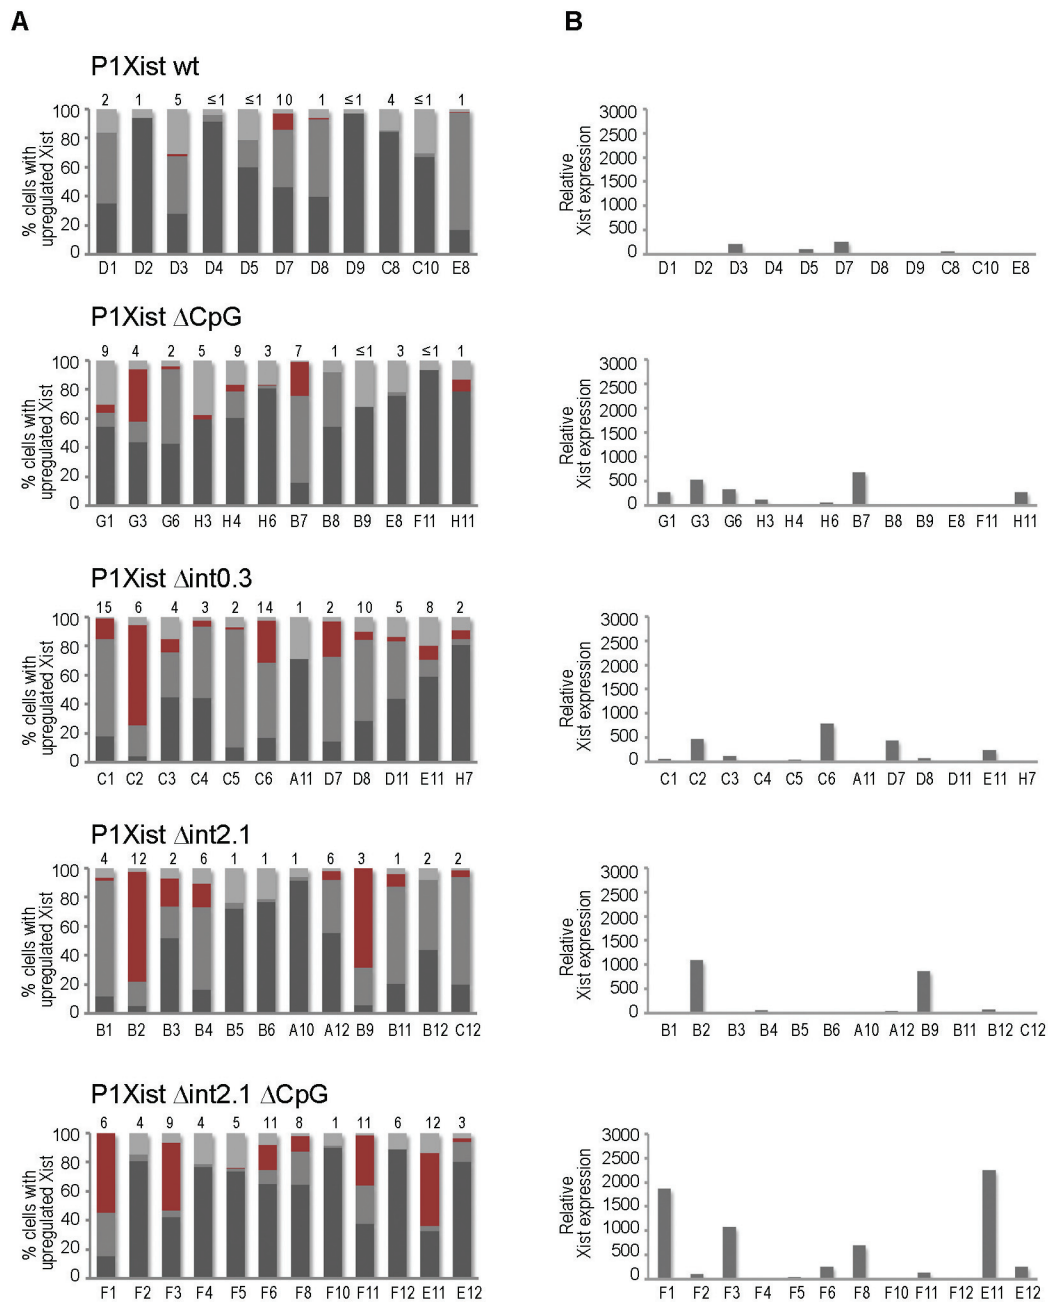 A
B
P1Xist wt
2 1 5 ≤1 ≤1 10 1 ≤1 4 ≤1 1
% clells with
upregulated Xist
100
80
60
40
20
0
D1 D2 D3 D4 D5 D7 D8 D9 C8 C10 E8
Relative
Xist expression
3000
2500
2000
1500
1000
500
0
D1 D2 D3 D4 D5 D7 D8 D9 C8 C10 E8
P1Xist ΔCpG
9 4 2 5 9 3 7 1 ≤1 3 ≤1 1
% clells with
upregulated Xist
100
80
60
40
20
0
G1 G3 G6 H3 H4 H6 B7 B8 B9 E8 F11 H11
Relative
Xist expression
3000
2500
2000
1500
1000
500
0
G1 G3 G6 H3 H4 H6 B7 B8 B9 E8 F11 H11
P1Xist Δint0.3
15 6 4 3 2 14 1 2 10 5 8 2
% clells with
upregulated Xist
100
80
60
40
20
0
C1 C2 C3 C4 C5 C6 A11 D7 D8 D11 E11 H7
Relative
Xist expression
3000
2500
2000
1500
1000
500
0
C1 C2 C3 C4 C5 C6 A11 D7 D8 D11 E11 H7
P1Xist Δint2.1
4 12 2 6 1 1 1 6 3 1 2 2
% clells with
upregulated Xist
100
80
60
40
20
0
B1 B2 B3 B4 B5 B6 A10 A12 B9 B11 B12 C12
Relative
Xist expression
3000
2500
2000
1500
1000
500
0
B1 B2 B3 B4 B5 B6 A10 A12 B9 B11 B12 C12
P1Xist Δint2.1 ΔCpG
6 4 9 4 5 11 8 1 11 6 12 3
% clells with
upregulated Xist
100
80
60
40
20
0
F1 F2 F3 F4 F5 F6 F8 F10 F11 F12 E11 E12
Relative
Xist expression
3000
2500
2000
1500
1000
500
0
F1 F2 F3 F4 F5 F6 F8 F10 F11 F12 E11 E12